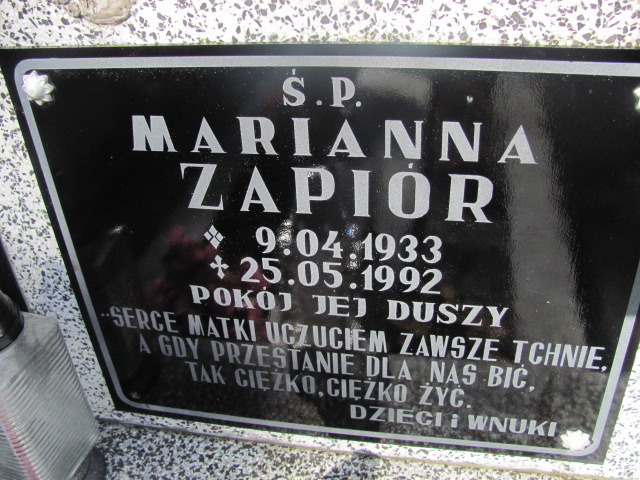 Ś.P.
MARIANNA
ZAPIÓR
9.04.1933
25.05.1992
POKÓJ JEJ DUSZY
„SERCE MATKI UCZUCIEM ZAWSZE TCHNIE,
A GDY PRZESTANIE DLA NAS BIĆ,
TAK CIĘŻKO, CIĘŻKO ŻYĆ.
DZIECI i WNUKI